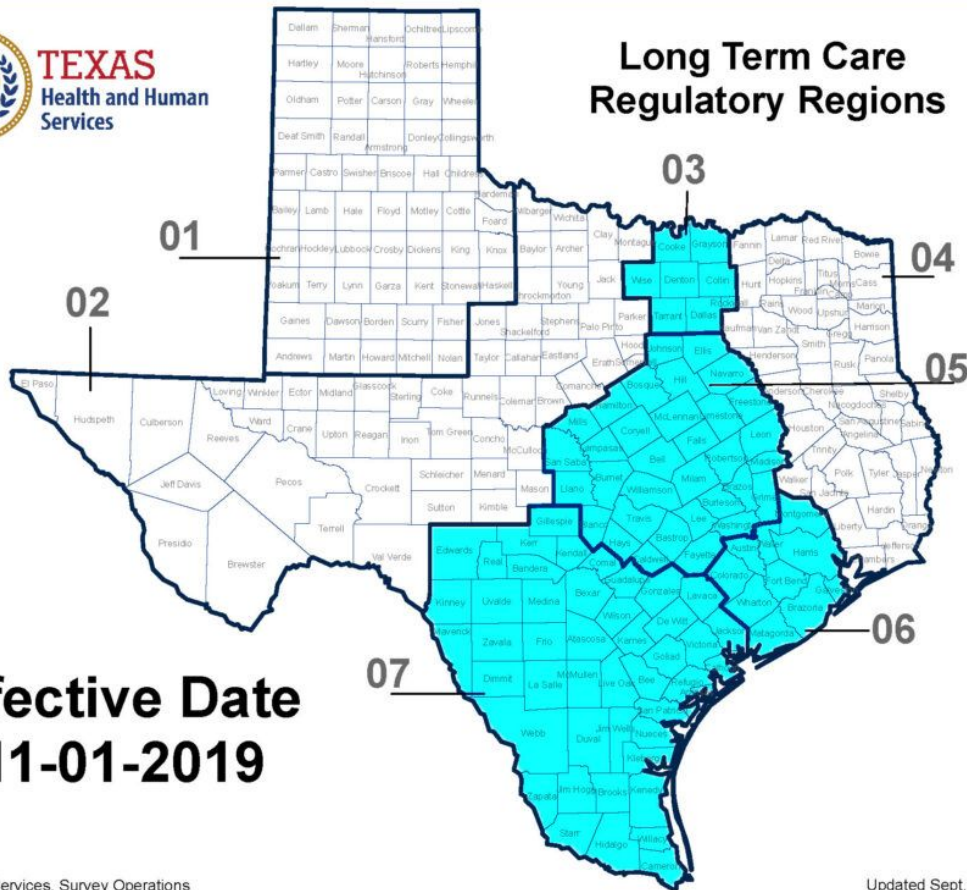 TEXAS
Health and Human
Services
Long Term Care
Regulatory Regions
01
02
03
04
05
06
07
Dallam Sherman Hansford Ochiltree Lipscomb
Hartley Moore Hutchinson Roberts Hemphill
Oldham Potter Carson Gray Wheeler
Deaf Smith Randall Armstrong Donley Collingsworth
Parmer Castro Swisher Briscoe Hall Childress
Bailey Lamb Hale Floyd Motley Cottle Hardeman Foard
Cochran Hockley Lubbock Crosby Dickens King Knox
Yoakum Terry Lynn Garza Kent Stonewall Haskell
Gaines Dawson Borden Scurry Fisher Jones
Andrews Martin Howard Mitchell Nolan Taylor Callahan Eastland
Wilbarger Wichita Clay Montague Cooke Grayson Fannin Lamar Red River Bowie
Baylor Archer Jack Wise Denton Collin Hunt Delta Hopkins Titus Cass
Throckmorton Young Stephens Palo Pinto Parker Tarrant Dallas Rains Wood Upshur Marion
Shackelford Hood Johnson Ellis Van Zandt Smith Gregg Harrison
Erath Bosque Hill Navarro Henderson Rusk Panola
El Paso Hudspeth Culberson Reeves Loving Winkler Ector Midland Glasscock Sterling Coke Runnels Coleman Brown Comanche
Ward Crane Upton Reagan Irion Tom Green Concho
Jeff Davis Pecos Crockett Schleicher Menard Mason
Presidio Brewster Terrell Val Verde Sutton Kimble
Mills Hamilton McLennan Limestone Freestone Cherokee Nacogdoches Shelby
San Saba Lampasas Coryell Falls Leon Houston Angelina San Augustine Sabine
Llano Burnet Bell Milam Robertson Madison Trinity Polk Tyler Jasper Newton
Williamson Burleson Brazos Grimes Walker San Jacinto Hardin
Blanco Travis Lee Washington Montgomery Liberty Orange
Hays Bastrop Fayette Caldwell Austin Waller Harris Jefferson Chambers
Gillespie Kerr Kendall Comal Guadalupe Gonzales Lavaca Colorado Fort Bend Galveston
Edwards Real Bandera Bexar Wilson De Witt Wharton Brazoria
Kinney Uvalde Medina Atascosa Karnes Goliad Victoria Jackson Matagorda
Maverick Zavala Frio McMullen Live Oak Bee Refugio
Dimmit La Salle San Patricio
Webb Duval Jim Wells Nueces
Kleberg
Zapata Jim Hogg Brooks Kenedy
Starr Hidalgo Willacy
Cameron
fective Date
11-01-2019
ervices, Survey Operations
Updated Sept